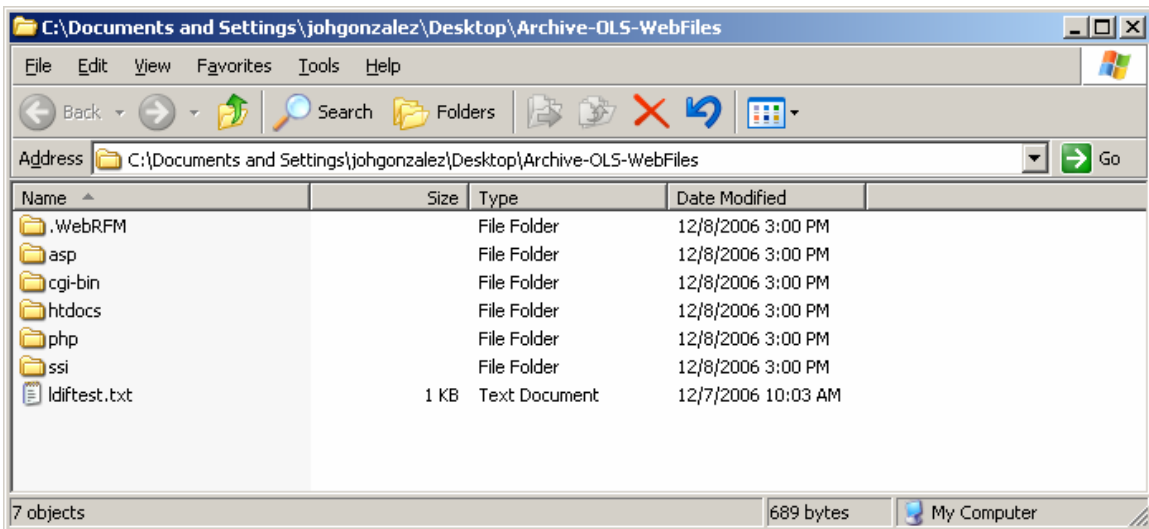 C:\Documents and Settings\johgonzalez\Desktop\Archive-OLS-WebFiles
File Edit View Favorites Tools Help
Back Search Folders
Address C:\Documents and Settings\johgonzalez\Desktop\Archive-OLS-WebFiles Go
Name Size Type Date Modified
.WebRFM File Folder 12/8/2006 3:00 PM
asp File Folder 12/8/2006 3:00 PM
cgi-bin File Folder 12/8/2006 3:00 PM
htdocs File Folder 12/8/2006 3:00 PM
php File Folder 12/8/2006 3:00 PM
ssi File Folder 12/8/2006 3:00 PM
ldiftest.txt 1 KB Text Document 12/7/2006 10:03 AM
7 objects 689 bytes My Computer